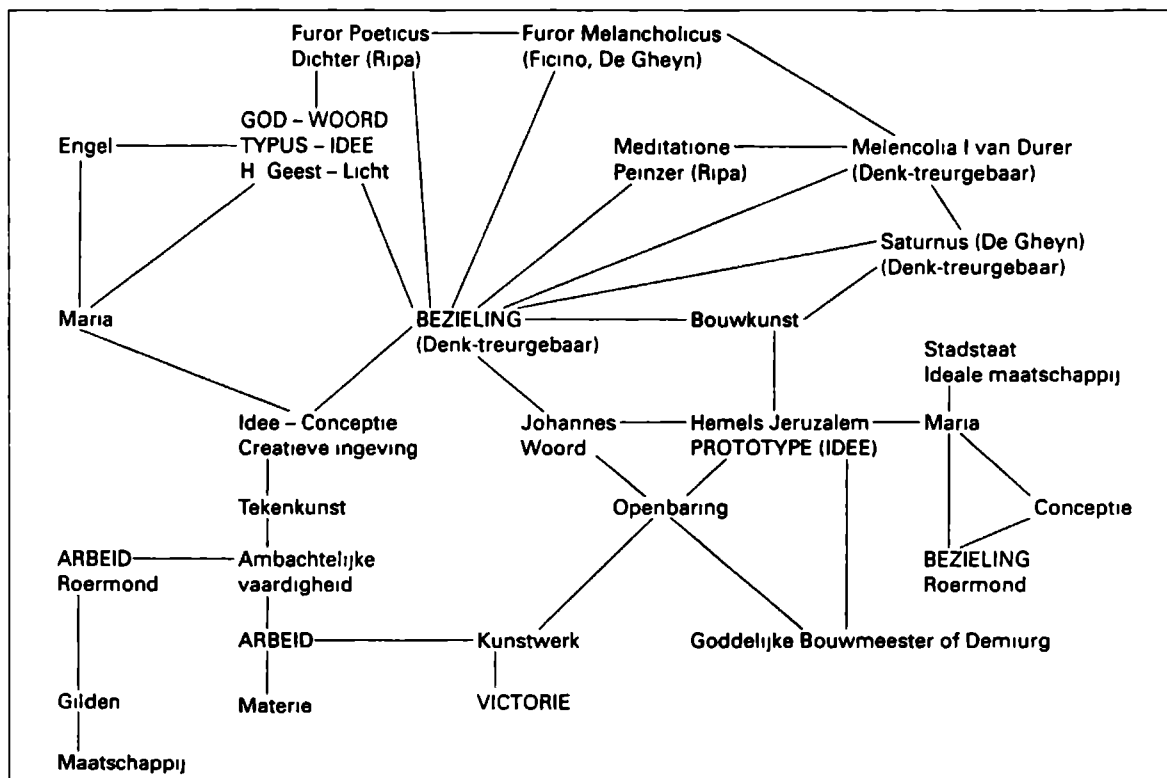 Furor Poeticus
Dichter (Ripa)
Furor Melancholicus
(Ficino, De Gheyn)
GOD – WOORD
TYPUS – IDEE
H Geest – Licht
Engel
Meditatione
Peinzer (Ripa)
Melencolia I van Durer
(Denk-treurgebaar)
Saturnus (De Gheyn)
(Denk-treurgebaar)
Maria
BEZIELING
(Denk-treurgebaar)
Bouwkunst
Stadstaat
Ideale maatschappij
Idee – Conceptie
Creatieve ingeving
Johannes
Woord
Hemels Jeruzalem
PROTOTYPE (IDEE)
Maria
Tekenkunst
Openbaring
Conceptie
ARBEID
Roermond
Ambachtelijke
vaardigheid
BEZIELING
Roermond
ARBEID
Kunstwerk
Goddelijke Bouwmeester of Demiurg
Gilden
Materie
VICTORIE
Maatschappij